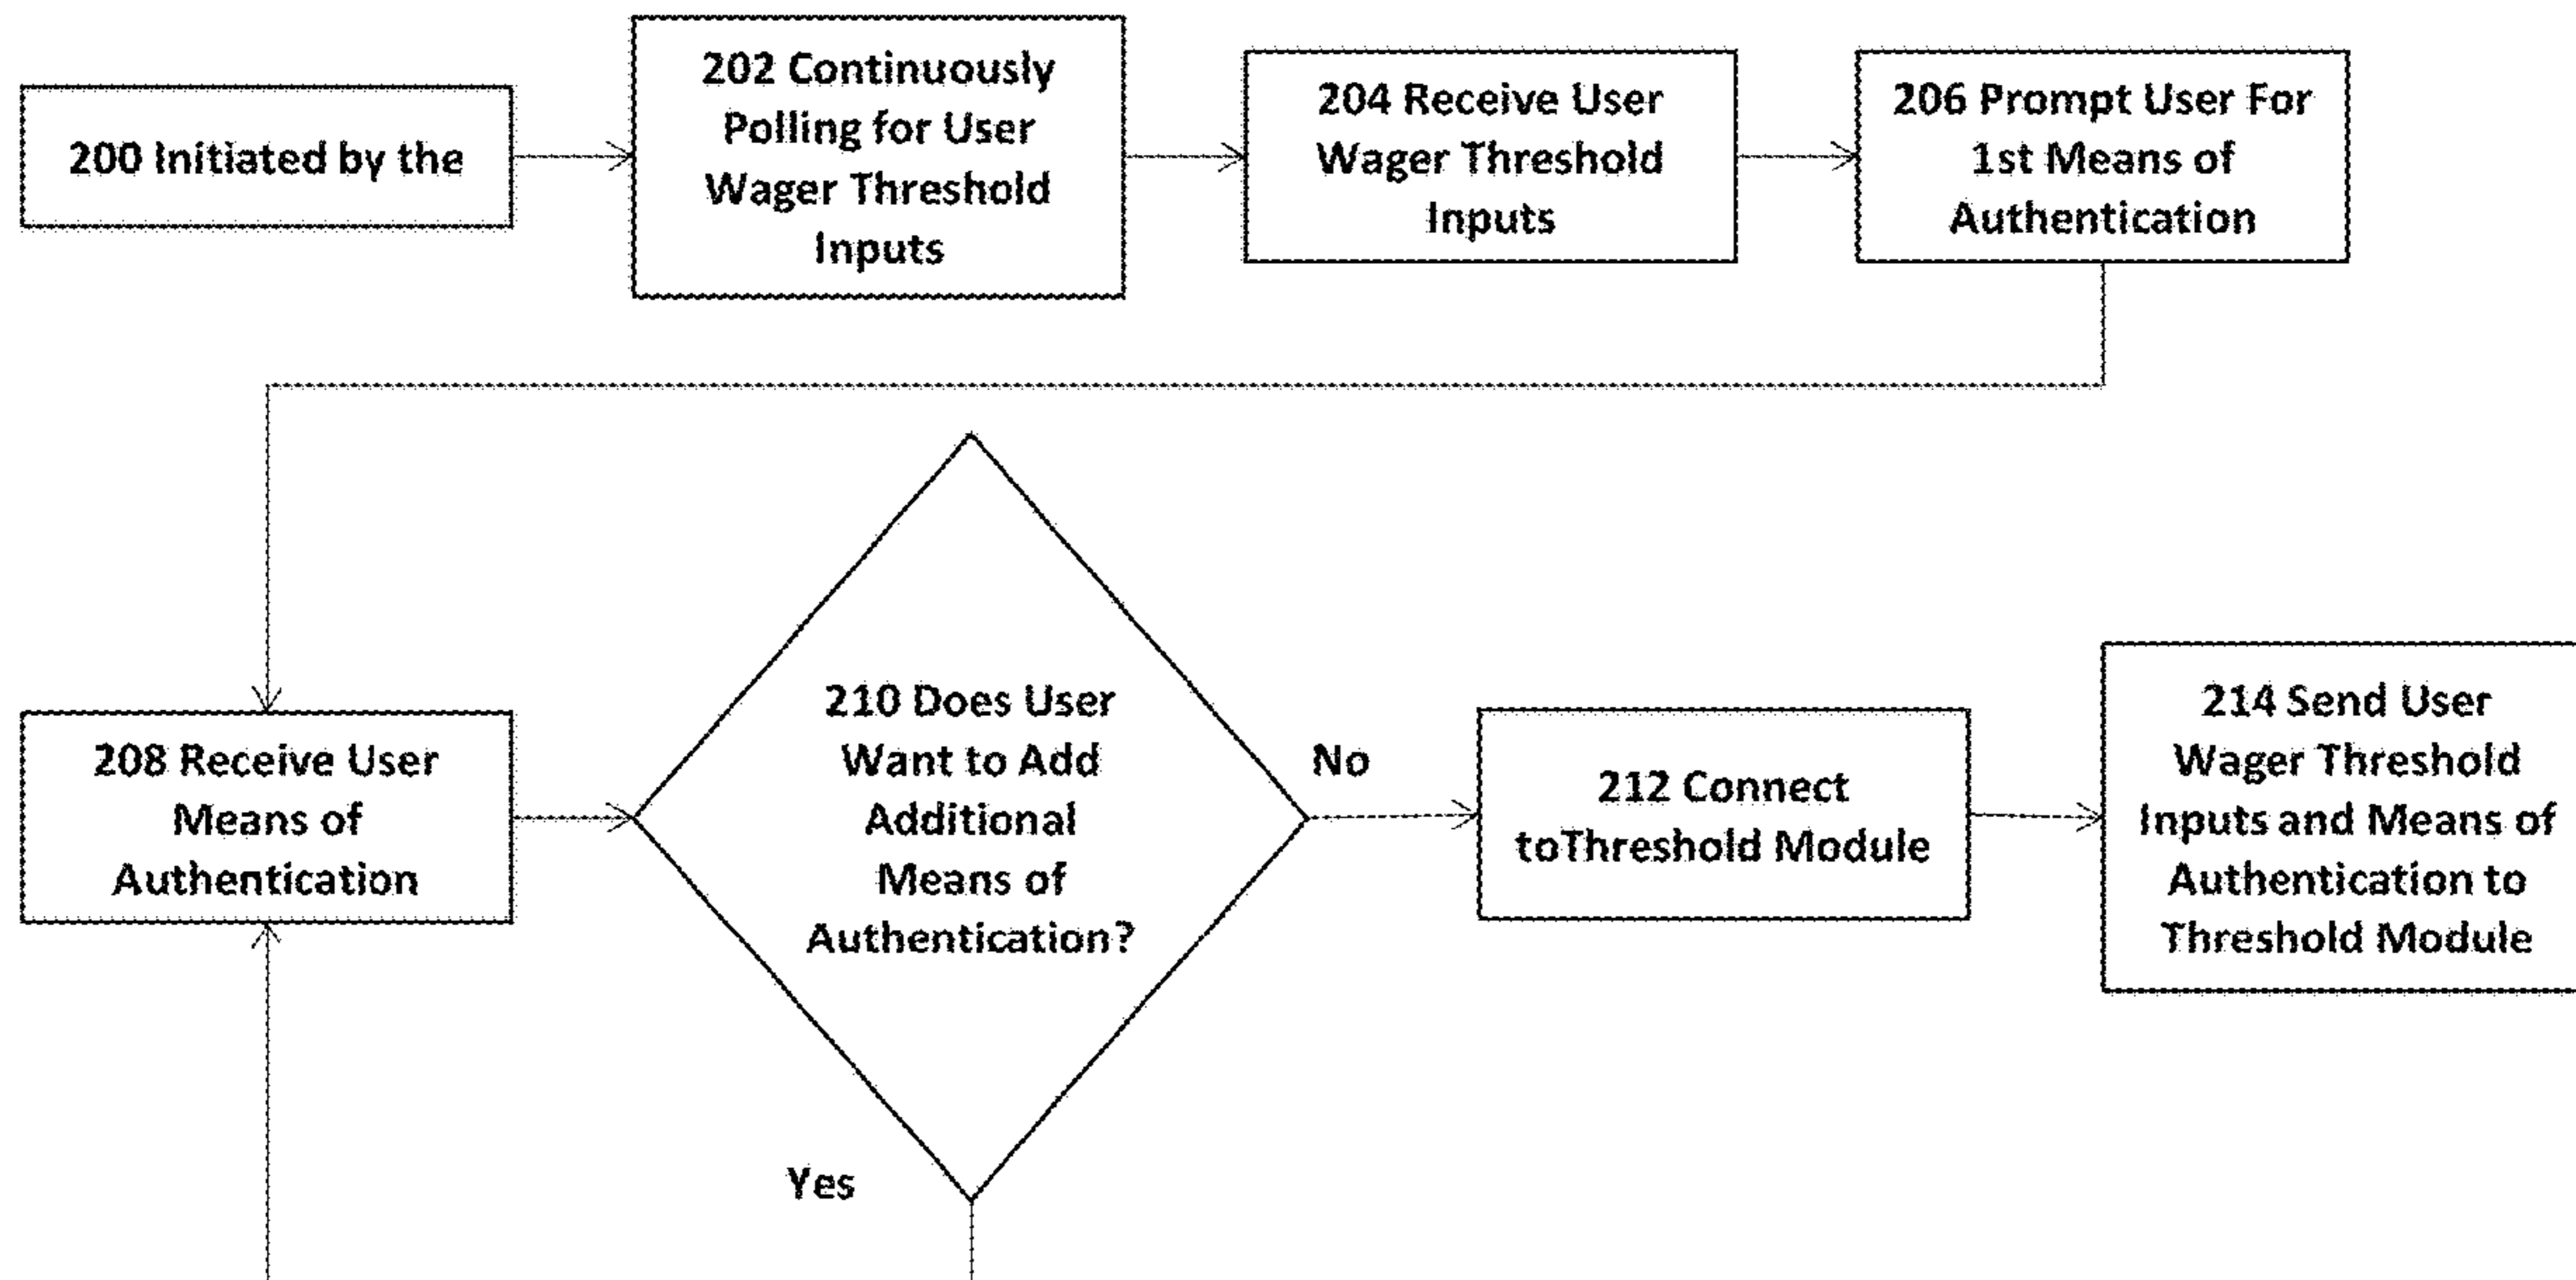 200 Initiated by the
202 Continuously
Polling for User
Wager Threshold
Inputs
204 Receive User
Wager Threshold
Inputs
206 Prompt User For
1st Means of
Authentication
208 Receive User
Means of
Authentication
210 Does User
Want to Add
Additional
Means of
Authentication?
No
Yes
212 Connect
toThreshold Module
214 Send User
Wager Threshold
Inputs and Means of
Authentication to
Threshold Module